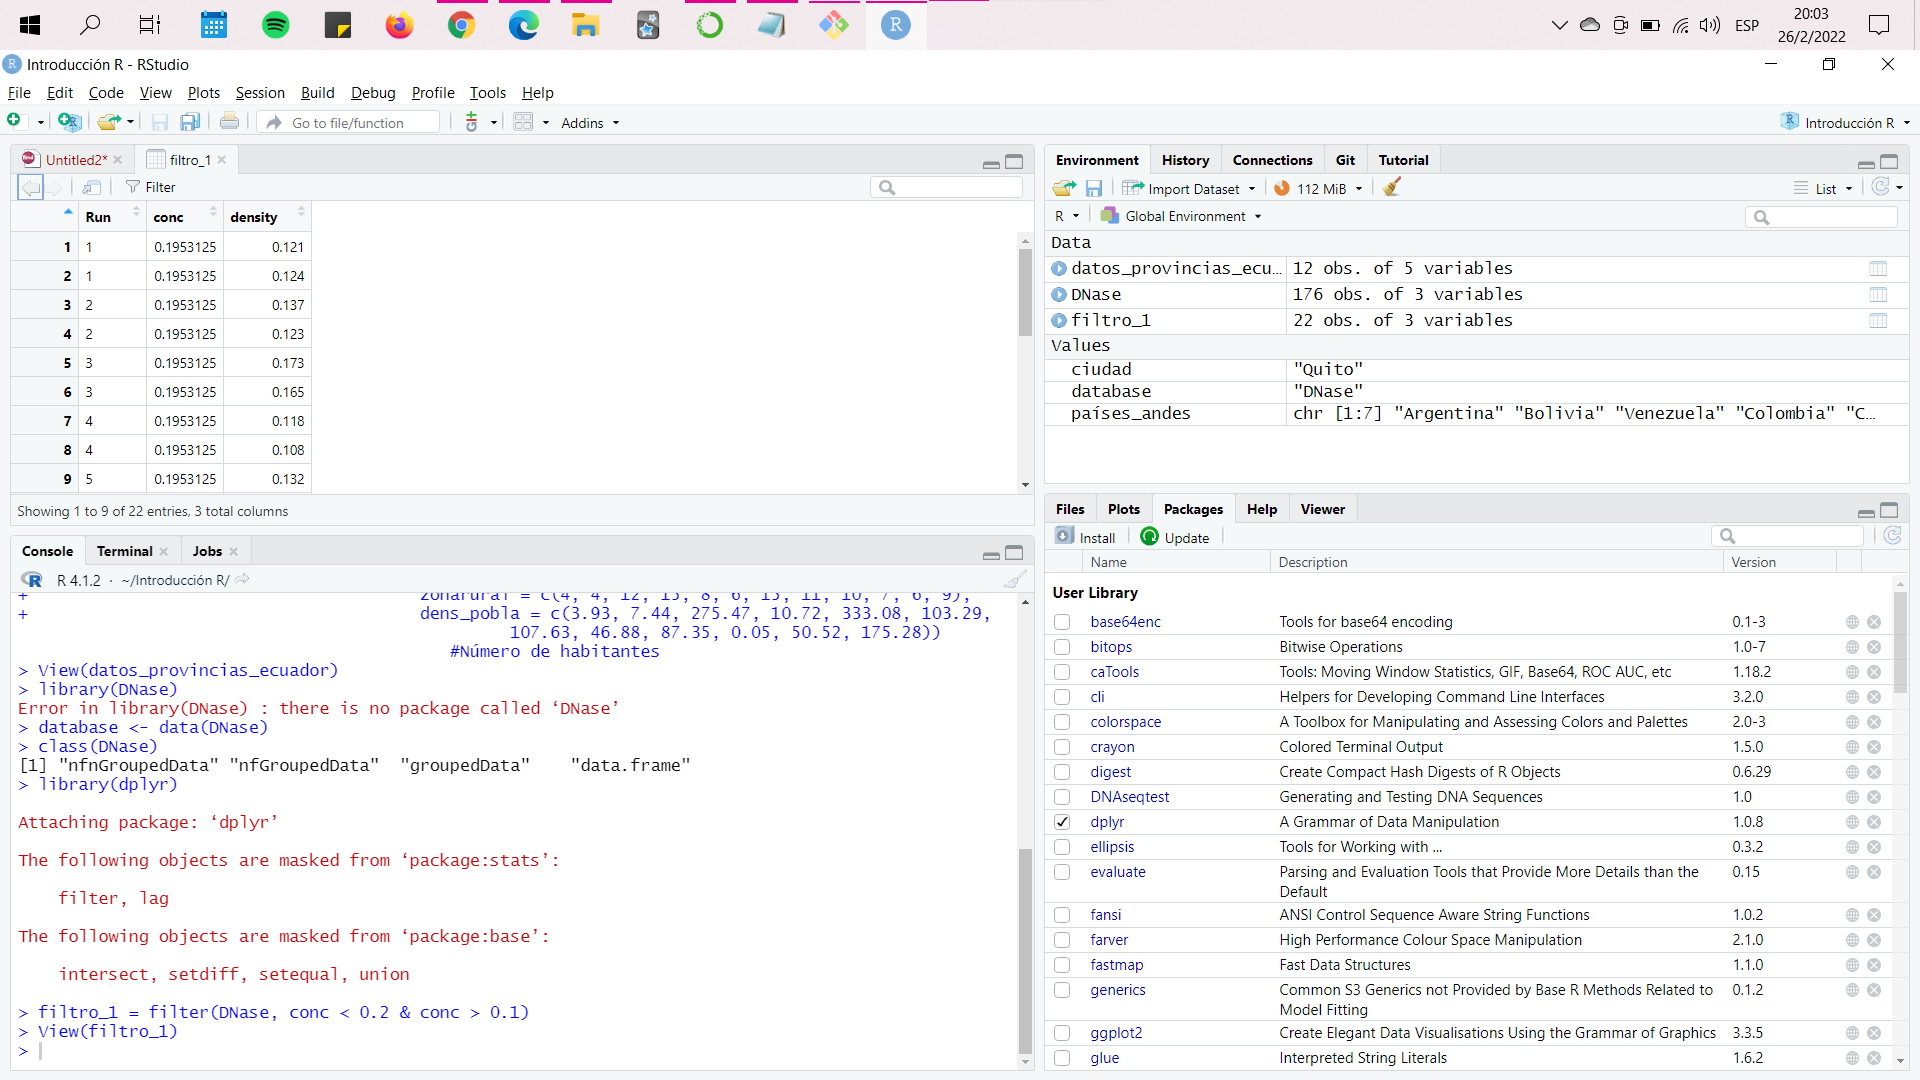 ESP
20:03
26/2/2022
Introducción R - RStudio
File Edit Code View Plots Session Build Debug Profile Tools Help
Go to file/function
Git
Addins
Introducción R
Untitled2*
filtro_1
Filter
Run conc density
1 1 0.1953125 0.121
2 1 0.1953125 0.124
3 2 0.1953125 0.137
4 2 0.1953125 0.123
5 3 0.1953125 0.173
6 3 0.1953125 0.165
7 4 0.1953125 0.118
8 4 0.1953125 0.108
9 5 0.1953125 0.132
Showing 1 to 9 of 22 entries, 3 total columns
Console Terminal Jobs
R 4.1.2 · ~/Introducción R/
+ zonarural = c(4, 4, 12, 15, 8, 6, 15, 11, 10, 7, 6, 9),
+ dens_pobla = c(3.93, 7.44, 275.47, 10.72, 333.08, 103.29,
107.63, 46.88, 87.35, 0.05, 50.52, 175.28))
#Número de habitantes
> View(datos_provincias_ecuador)
> library(DNase)
Error in library(DNase) : there is no package called ‘DNase’
> database <- data(DNase)
> class(DNase)
[1] "nfnGroupedData" "nfGroupedData" "groupedData" "data.frame"
> library(dplyr)
Attaching package: ‘dplyr’
The following objects are masked from ‘package:stats’:
filter, lag
The following objects are masked from ‘package:base’:
intersect, setdiff, setequal, union
> filtro_1 = filter(DNase, conc < 0.2 & conc > 0.1)
> View(filtro_1)
>
Environment History Connections Git Tutorial
Import Dataset
112 MiB
List
R
Global Environment
Data
datos_provincias_ecu… 12 obs. of 5 variables
DNase 176 obs. of 3 variables
filtro_1 22 obs. of 3 variables
Values
ciudad "Quito"
database "DNase"
países_andes chr [1:7] "Argentina" "Bolivia" "Venezuela" "Colombia" "C…
Files Plots Packages Help Viewer
Install Update
Name Description Version
User Library
base64enc Tools for base64 encoding 0.1-3
bitops Bitwise Operations 1.0-7
caTools Tools: Moving Window Statistics, GIF, Base64, ROC AUC, etc 1.18.2
cli Helpers for Developing Command Line Interfaces 3.2.0
colorspace A Toolbox for Manipulating and Assessing Colors and Palettes 2.0-3
crayon Colored Terminal Output 1.5.0
digest Create Compact Hash Digests of R Objects 0.6.29
DNAseqtest Generating and Testing DNA Sequences 1.0
dplyr A Grammar of Data Manipulation 1.0.8
ellipsis Tools for Working with ... 0.3.2
evaluate Parsing and Evaluation Tools that Provide More Details than the 0.15
Default
fansi ANSI Control Sequence Aware String Functions 1.0.2
farver High Performance Colour Space Manipulation 2.1.0
fastmap Fast Data Structures 1.1.0
generics Common S3 Generics not Provided by Base R Methods Related to 0.1.2
Model Fitting
ggplot2 Create Elegant Data Visualisations Using the Grammar of Graphics 3.3.5
glue Interpreted String Literals 1.6.2